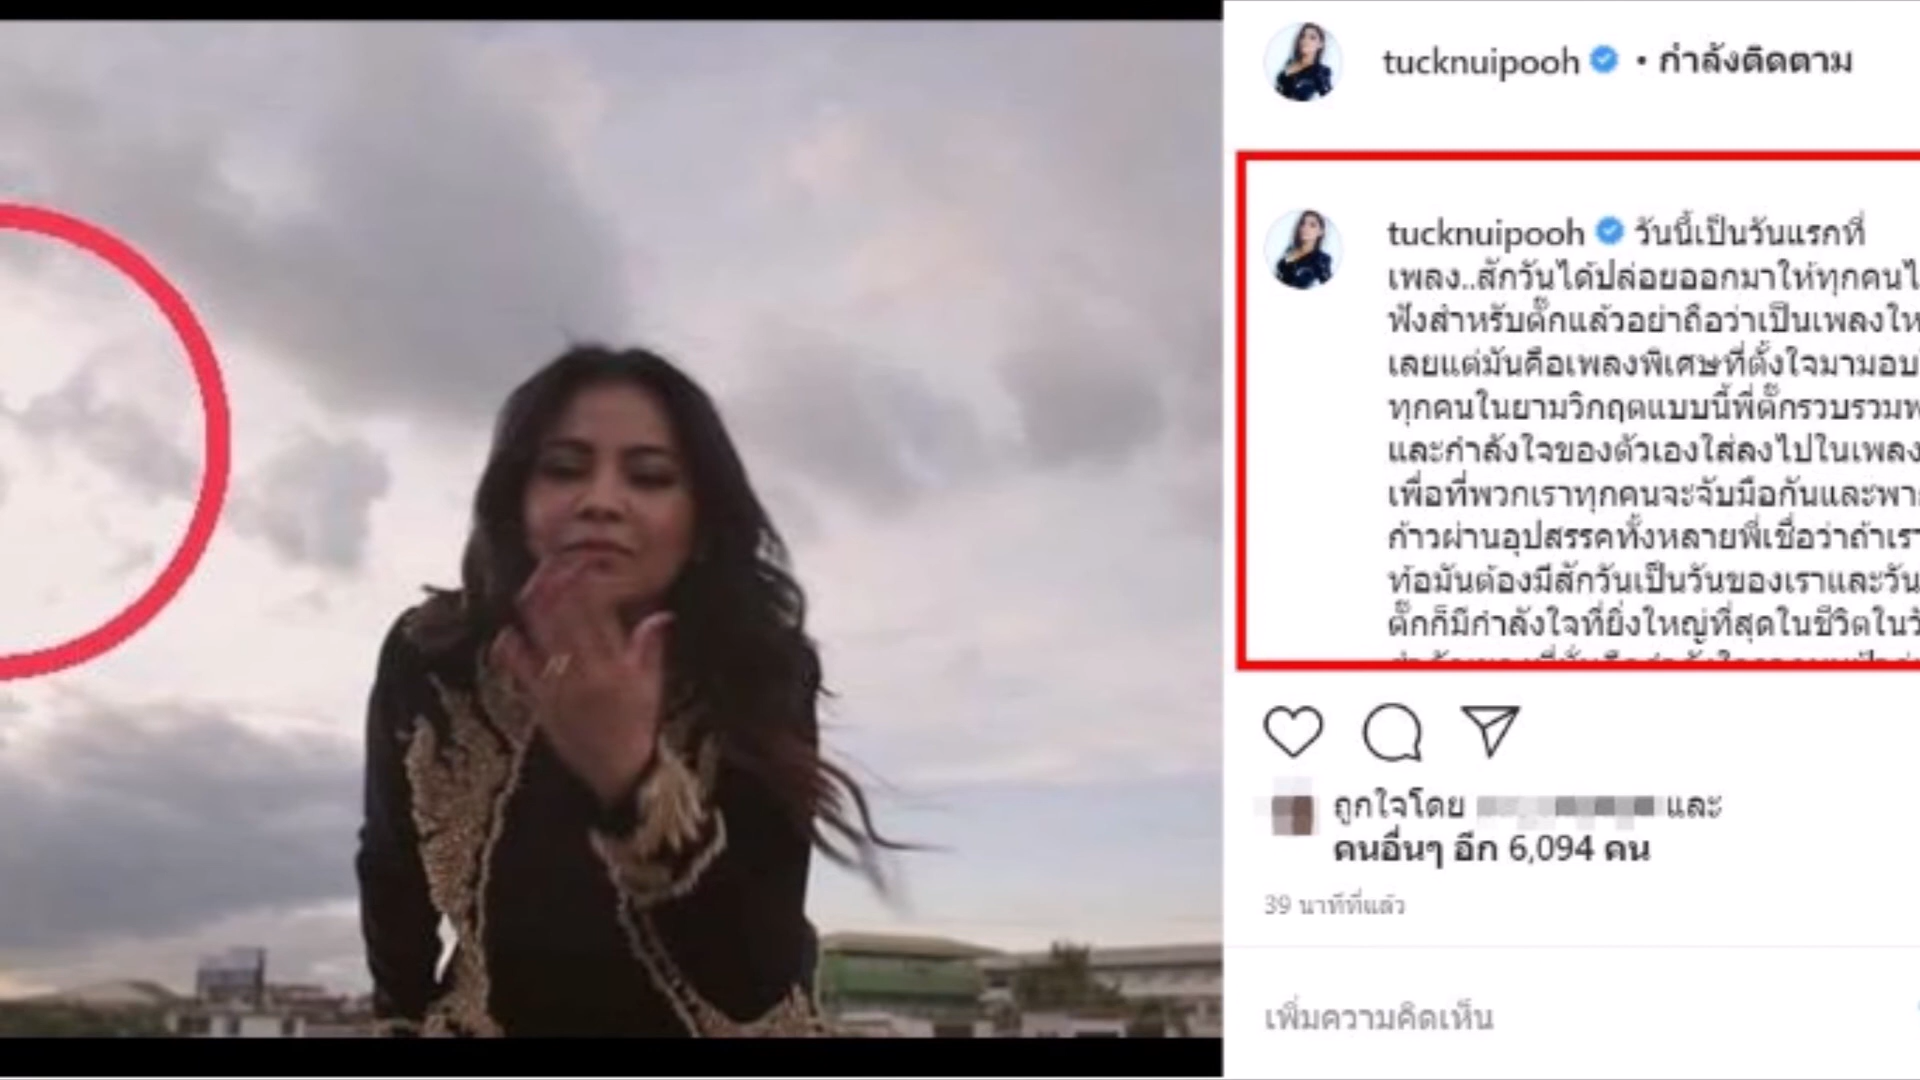 tucknuipooh • กำลังติดตาม
tucknuipooh วันนี้เป็นวันแรกที่
เพลง..สักวันได้ปล่อยออกมาให้ทุกคนไ
ฟังสำหรับตั๊กแล้วอย่าถือว่าเป็นเพลงให
เลยแต่มันคือเพลงพิเศษที่ตั้งใจมามอบ
ทุกคนในยามวิกฤตแบบนี้พี่ตั๊กรวบรวมพ
และกำลังใจของตัวเองใส่ลงไปในเพลง
เพื่อที่พวกเราทุกคนจะจับมือกันและพา
ก้าวผ่านอุปสรรคทั้งหลายพี่เชื่อว่าถ้าเรา
ท้อมันต้องมีสักวันเป็นวันของเราและวัน
ตั๊กก็มีกำลังใจที่ยิ่งใหญ่ที่สุดในชีวิตในวั
ถูกใจโดย และ
คนอื่นๆ อีก 6,094 คน
39 นาทีที่แล้ว
เพิ่มความคิดเห็น